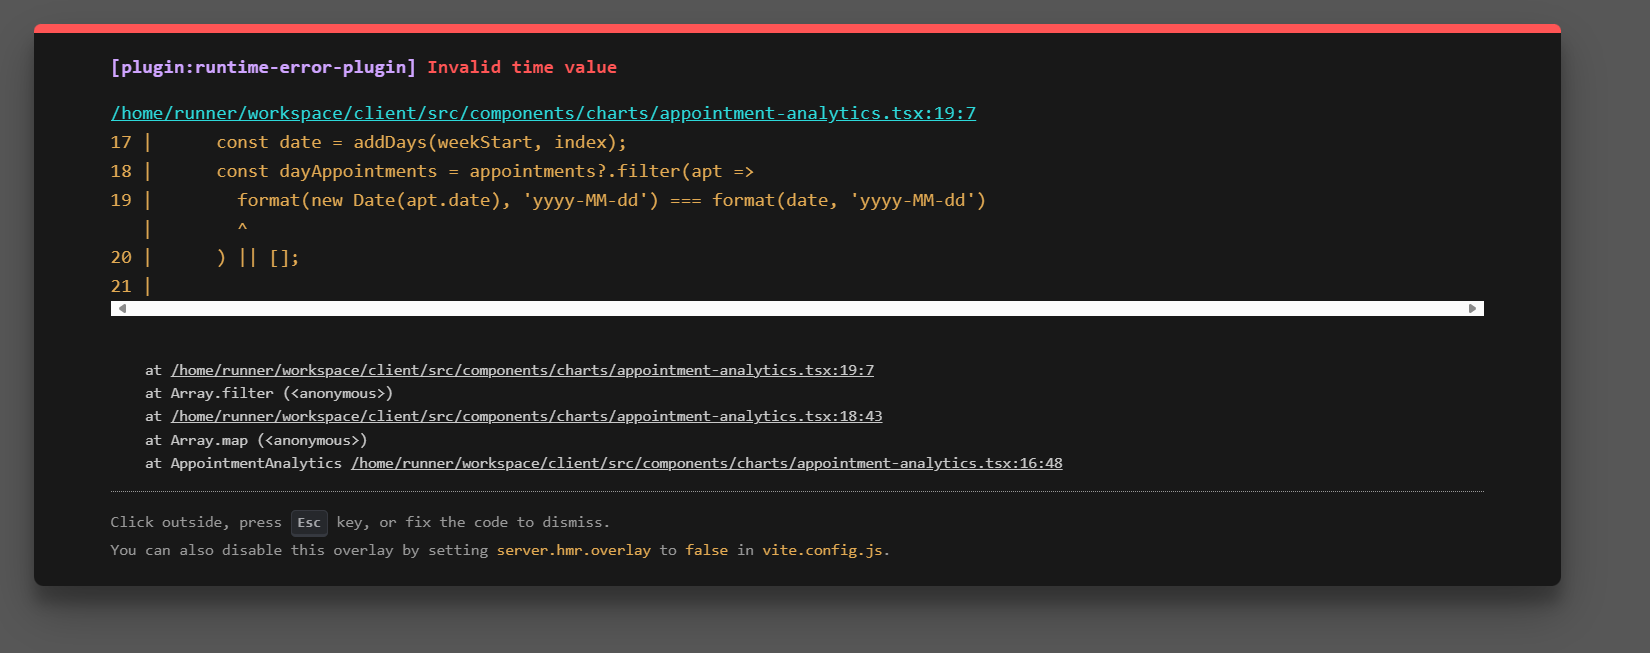 [plugin:runtime-error-plugin] Invalid time value
/home/runner/workspace/client/src/components/charts/appointment-analytics.tsx:19:7
17 |      const date = addDays(weekStart, index);
18 |      const dayAppointments = appointments?.filter(apt =>
19 |        format(new Date(apt.date), 'yyyy-MM-dd') === format(date, 'yyyy-MM-dd')
   |        ^
20 |      ) || [];
21 |
at /home/runner/workspace/client/src/components/charts/appointment-analytics.tsx:19:7
at Array.filter (<anonymous>)
at /home/runner/workspace/client/src/components/charts/appointment-analytics.tsx:18:43
at Array.map (<anonymous>)
at AppointmentAnalytics /home/runner/workspace/client/src/components/charts/appointment-analytics.tsx:16:48
Click outside, press Esc key, or fix the code to dismiss.
You can also disable this overlay by setting server.hmr.overlay to false in vite.config.js.